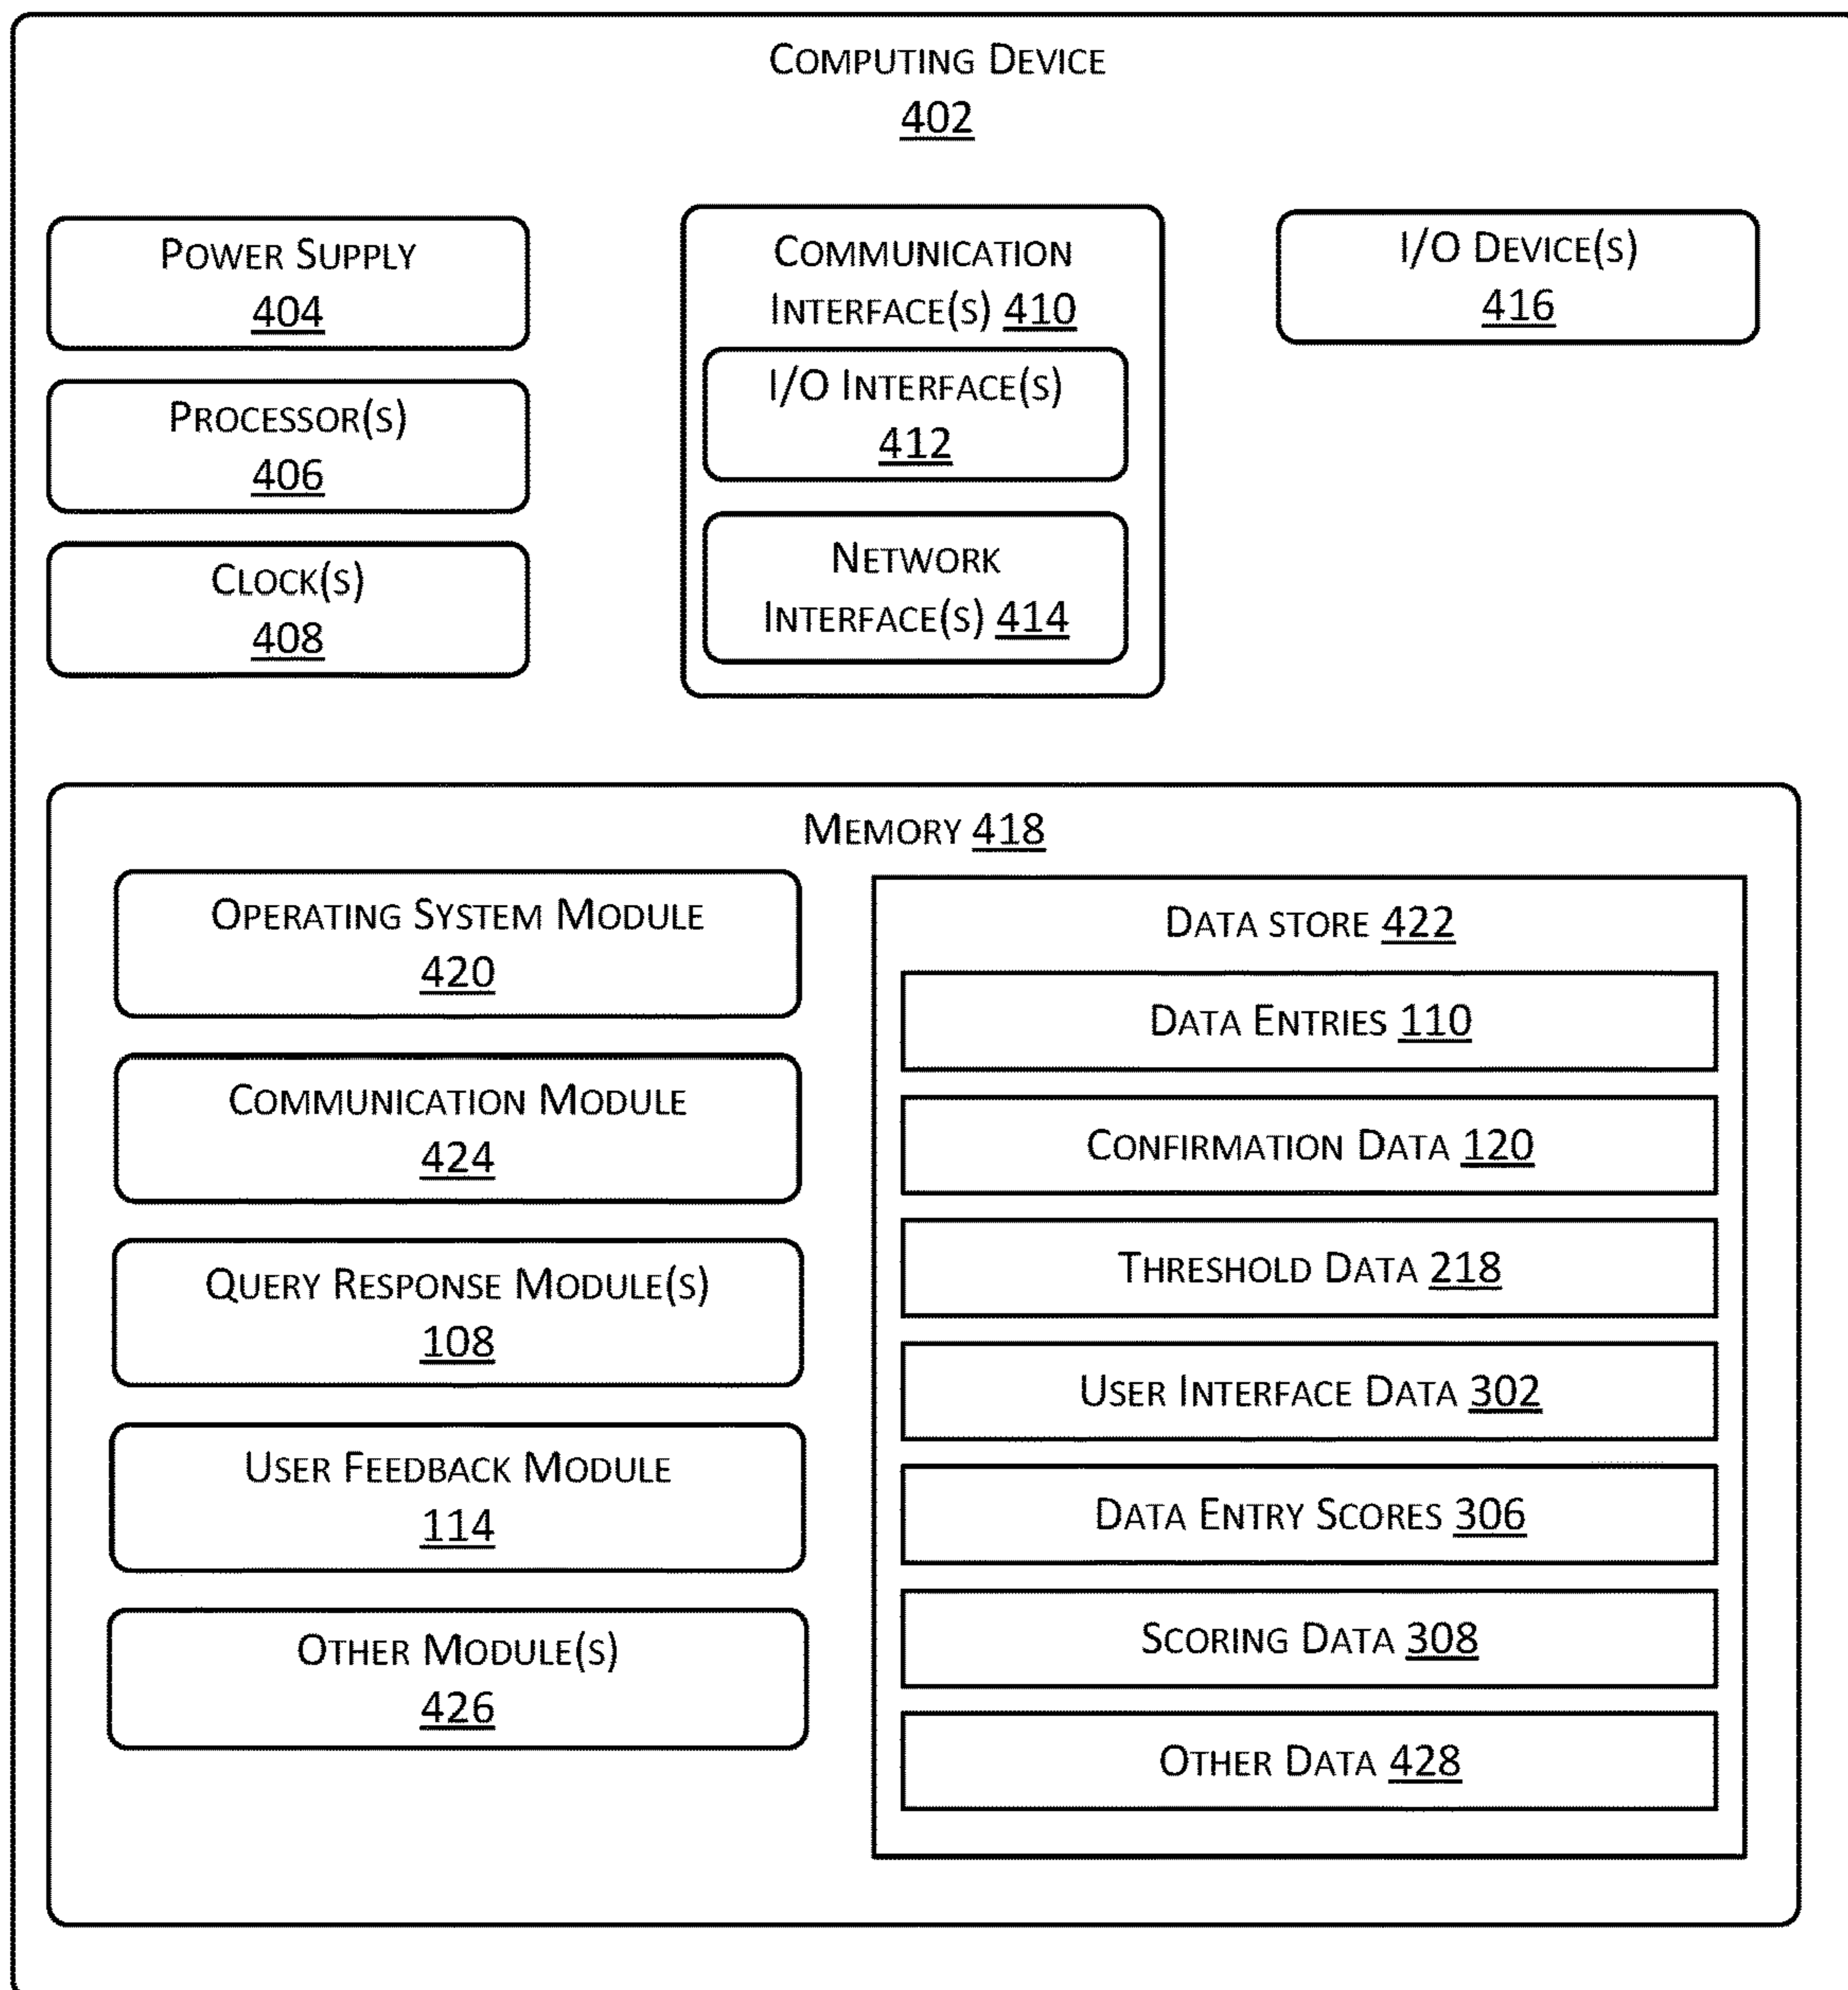 COMPUTING DEVICE
402
POWER SUPPLY
404
PROCESSOR(S)
406
CLOCK(S)
408
COMMUNICATION
INTERFACE(S) 410
I/O INTERFACE(S)
412
NETWORK
INTERFACE(S) 414
I/O DEVICE(S)
416
MEMORY 418
OPERATING SYSTEM MODULE
420
COMMUNICATION MODULE
424
QUERY RESPONSE MODULE(S)
108
USER FEEDBACK MODULE
114
OTHER MODULE(S)
426
DATA STORE 422
DATA ENTRIES 110
CONFIRMATION DATA 120
THRESHOLD DATA 218
USER INTERFACE DATA 302
DATA ENTRY SCORES 306
SCORING DATA 308
OTHER DATA 428